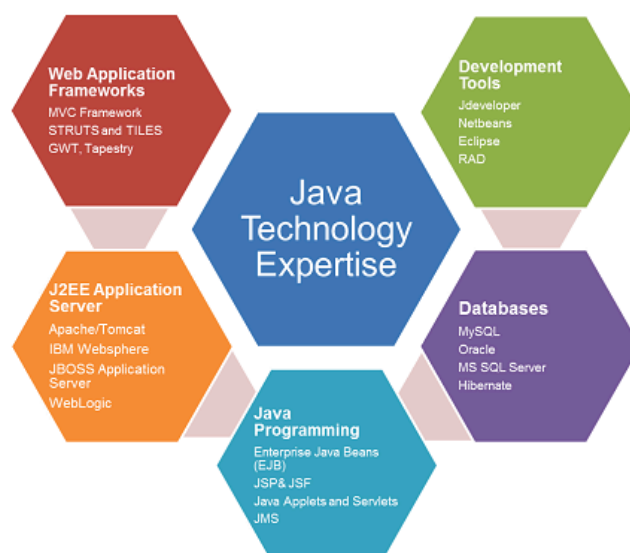 Web Application
Frameworks
MVC Framework
STRUTS and TILES
GWT, Tapestry
Development
Tools
Jdeveloper
Netbeans
Eclipse
RAD
Java
Technology
Expertise
J2EE Application
Server
Apache/Tomcat
IBM Websphere
JBOSS Application
Server
WebLogic
Databases
MySQL
Oracle
MS SQL Server
Hibernate
Java
Programming
Enterprise Java Beans
(EJB)
JSP& JSF
Java Applets and Servlets
JMS